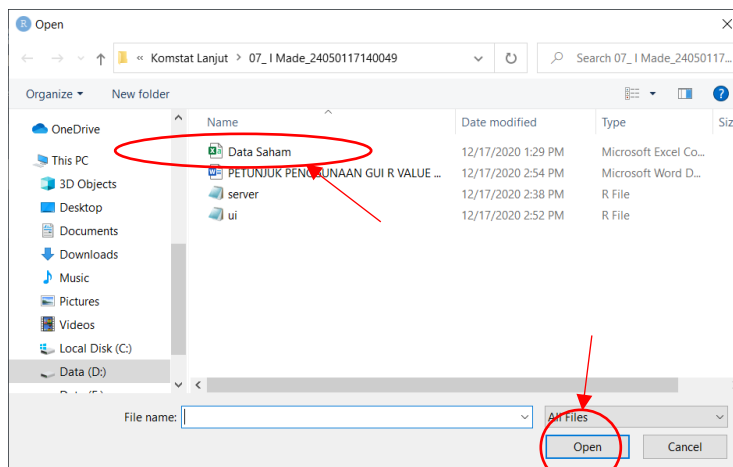 Open
« Komstat Lanjut > 07_ I Made_24050117140049
Search 07_ I Made_24050117...
Organize
New folder
Name
Date modified
Type
Siz
OneDrive
This PC
3D Objects
Desktop
Documents
Downloads
Music
Pictures
Videos
Local Disk (C:)
Data (D:)
Data Saham 12/17/2020 1:29 PM Microsoft Excel Co...
PETUNJUK PENGGUNAAN GUI R VALUE ... 12/17/2020 2:54 PM Microsoft Word D...
server 12/17/2020 2:38 PM R File
ui 12/17/2020 2:52 PM R File
File name:
All Files
Open
Cancel